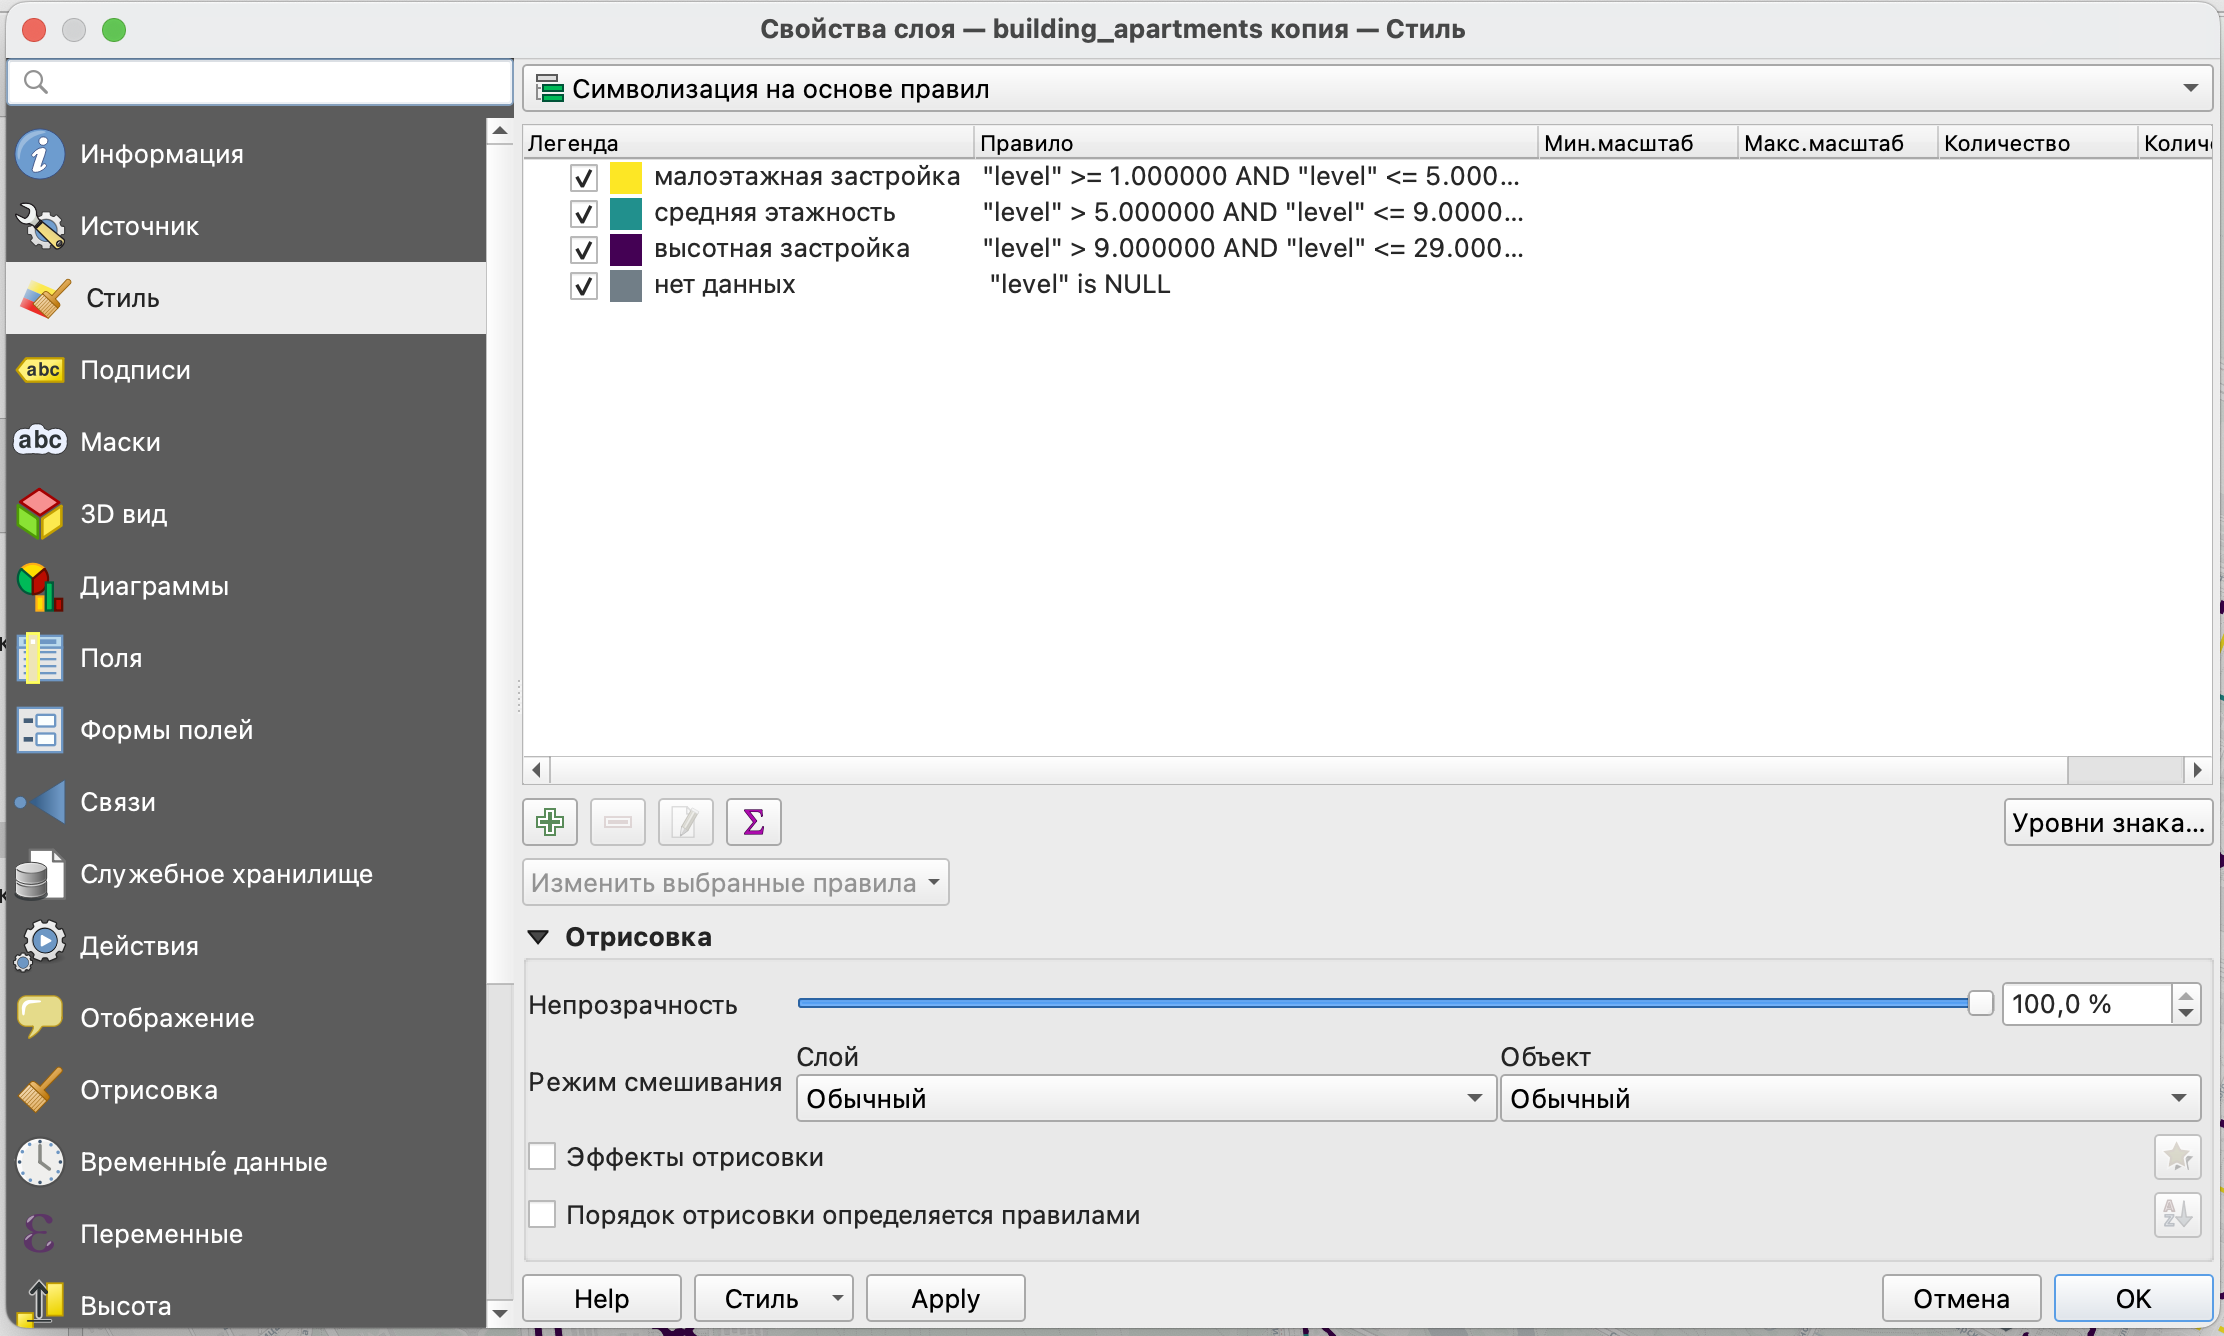 Свойства слоя — building_apartments копия — Стиль
Информация
Источник
Стиль
abc Подписи
abc Маски
3D вид
Диаграммы
Поля
Формы полей
Связи
Служебное хранилище
Действия
Отображение
Отрисовка
Временны́е данные
Переменные
Высота
Символизация на основе правил
Легенда Правило Мин.масштаб Макс.масштаб Количество Колич
малоэтажная застройка "level" >= 1.000000 AND "level" <= 5.000...
средняя этажность "level" > 5.000000 AND "level" <= 9.0000...
высотная застройка "level" > 9.000000 AND "level" <= 29.000...
нет данных "level" is NULL
Уровни знака...
Изменить выбранные правила
Отрисовка
Непрозрачность 100,0 %
Слой Объект
Режим смешивания Обычный Обычный
Эффекты отрисовки
Порядок отрисовки определяется правилами
Help Стиль Apply Отмена OK